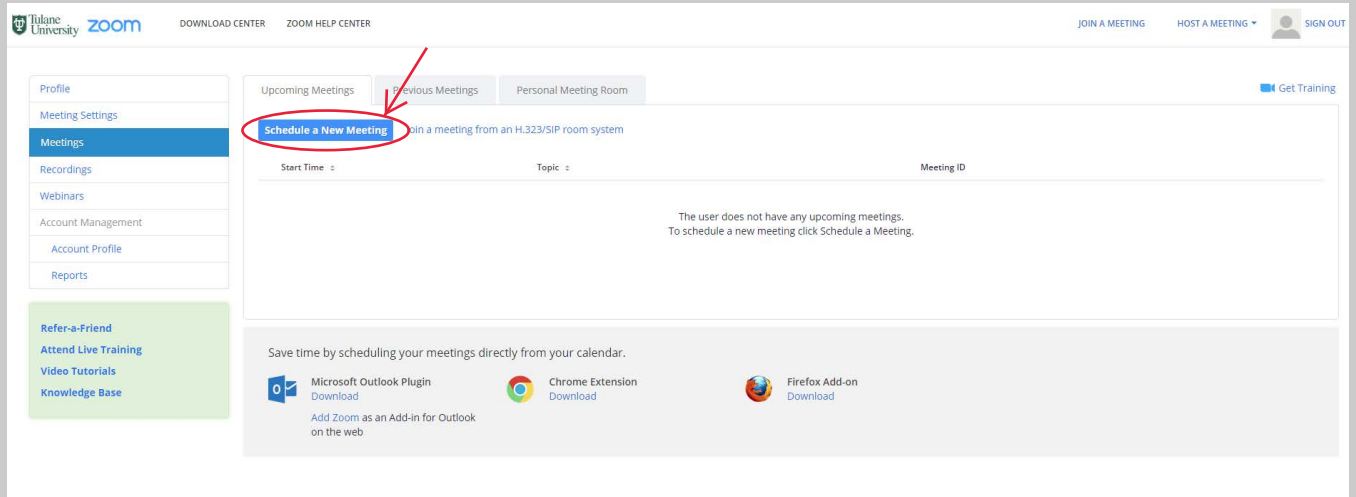 Tulane University zoom DOWNLOAD CENTER ZOOM HELP CENTER JOIN A MEETING HOST A MEETING SIGN OUT
Profile
Meeting Settings
Meetings
Recordings
Webinars
Account Management
Account Profile
Reports
Refer-a-Friend
Attend Live Training
Video Tutorials
Knowledge Base
Upcoming Meetings Previous Meetings Personal Meeting Room Get Training
Schedule a New Meeting Join a meeting from an H.323/SIP room system
Start Time Topic Meeting ID
The user does not have any upcoming meetings.
To schedule a new meeting click Schedule a Meeting.
Save time by scheduling your meetings directly from your calendar.
Microsoft Outlook Plugin
Download
Add Zoom as an Add-in for Outlook
on the web
Chrome Extension
Download
Firefox Add-on
Download